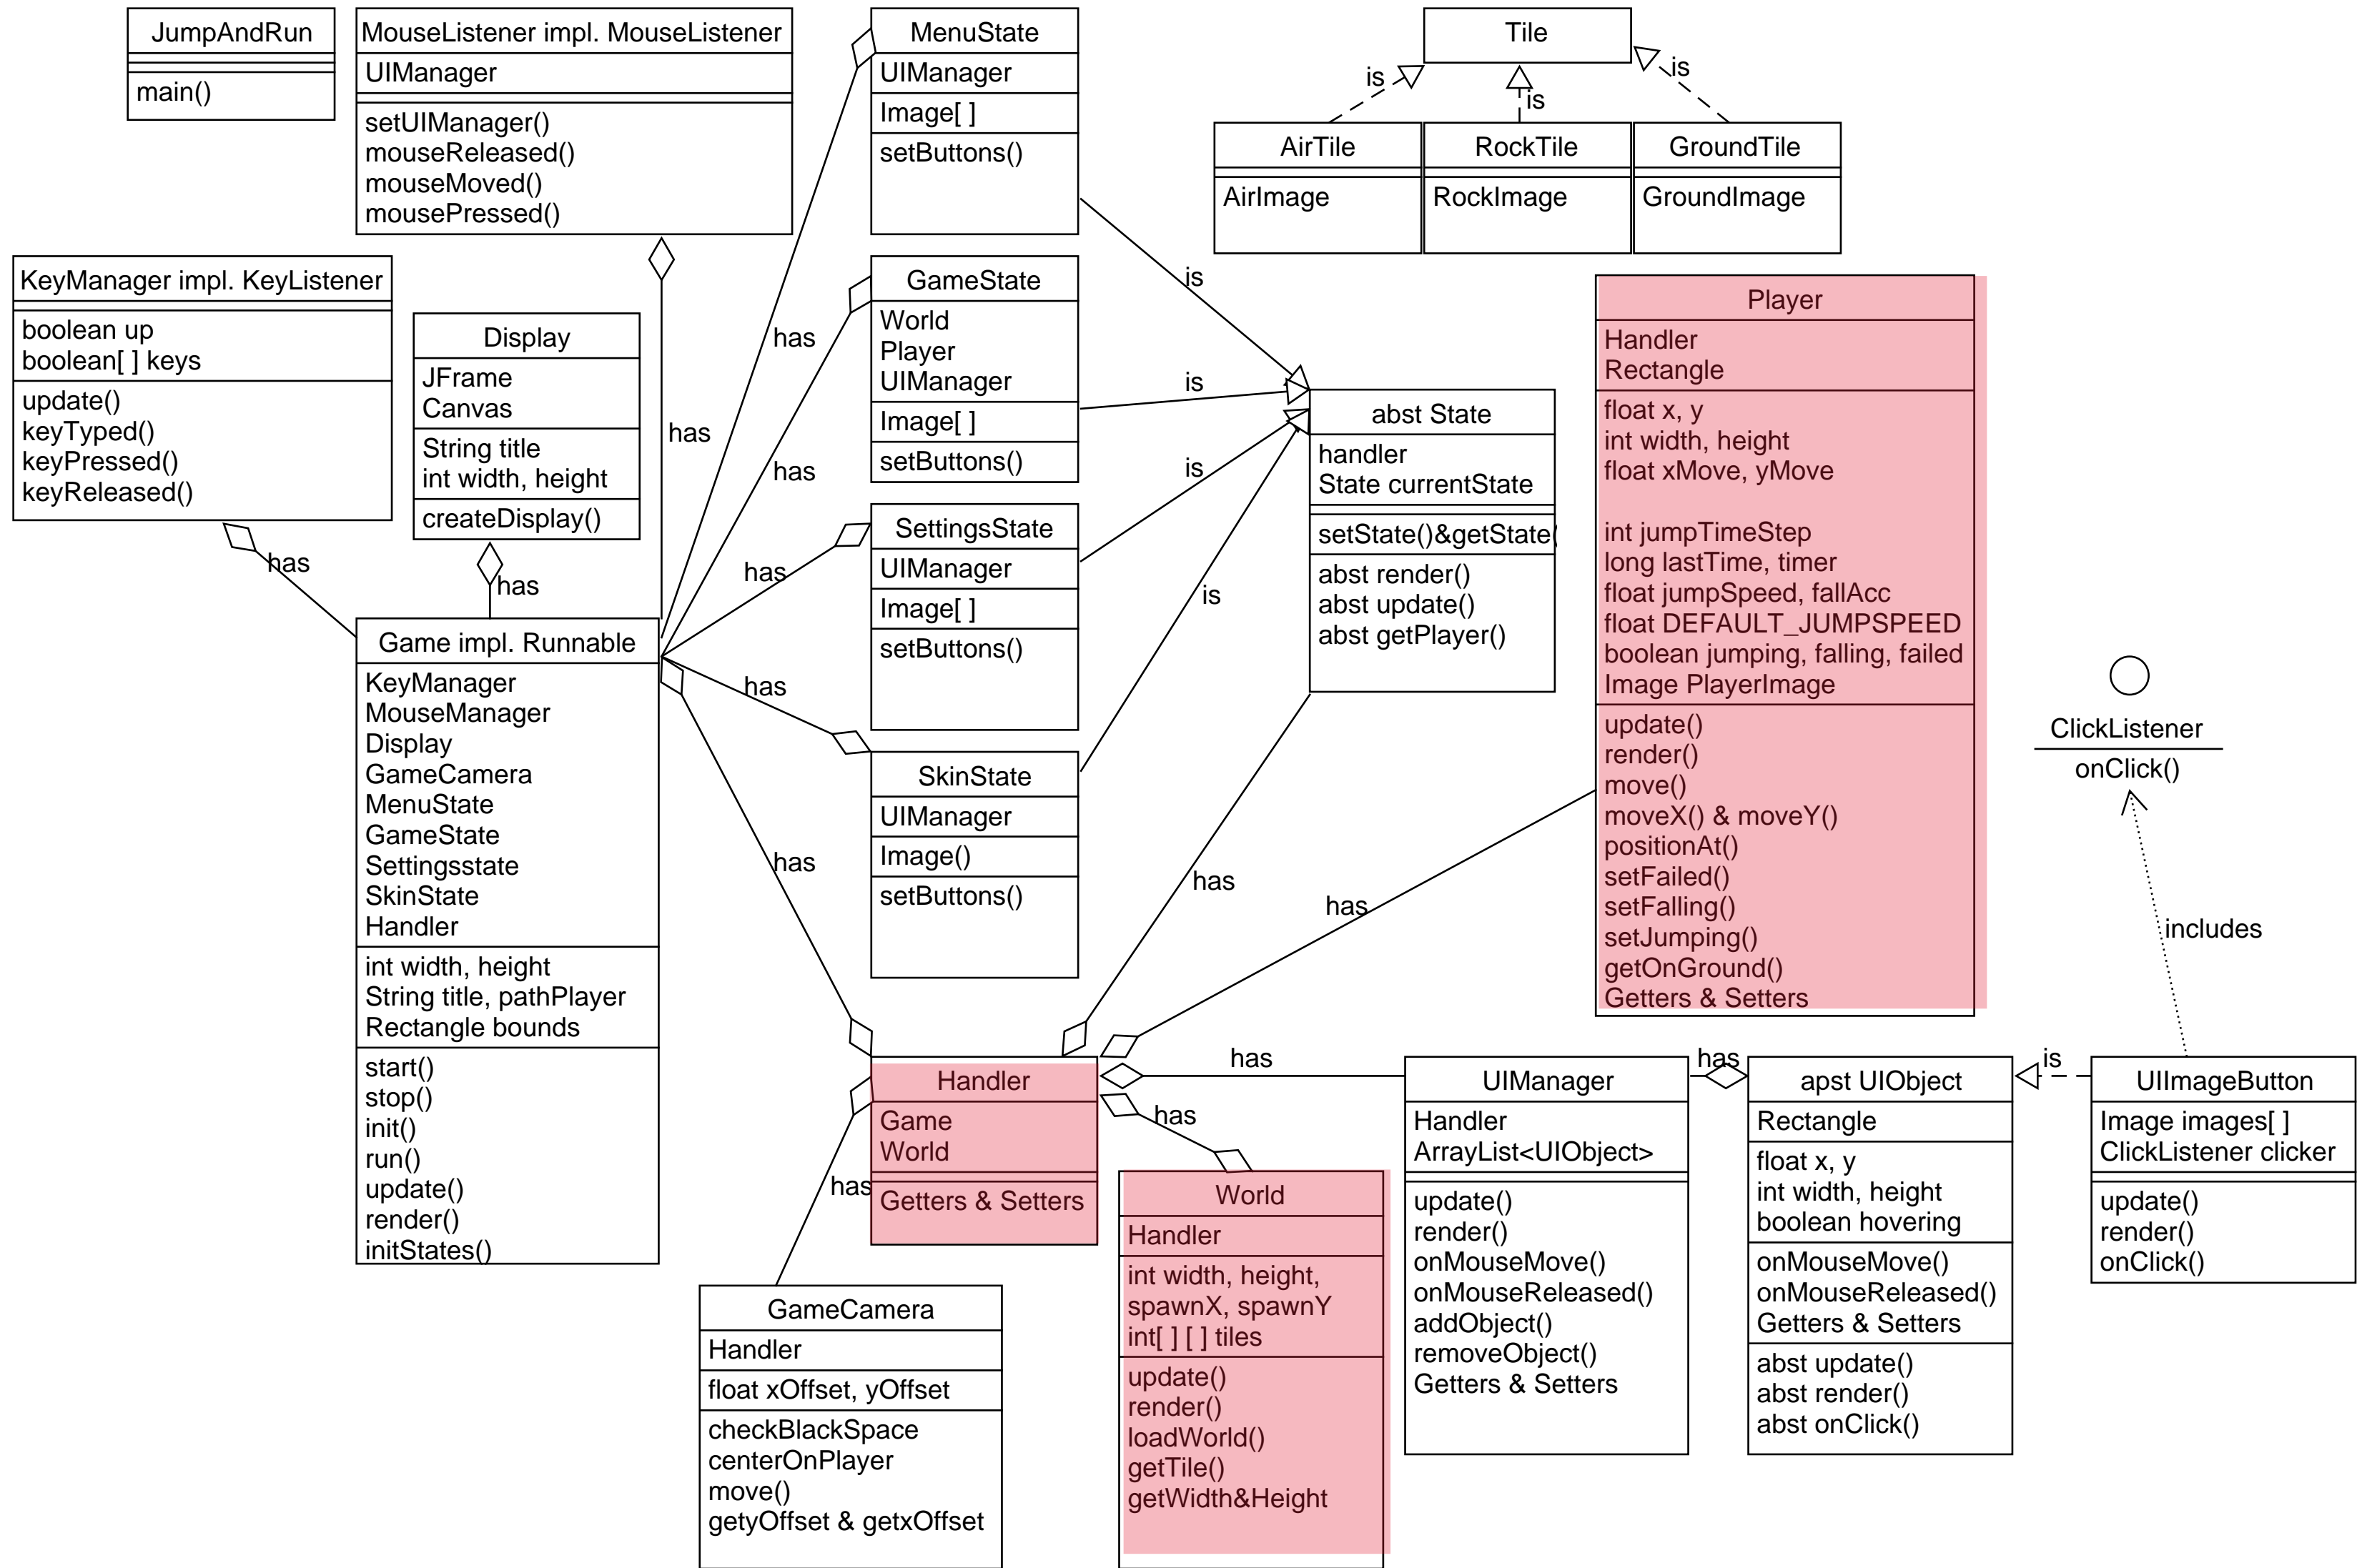 JumpAndRun
main()
MouseListener impl. MouseListener
UIManager
setUIManager()
mouseReleased()
mouseMoved()
mousePressed()
MenuState
UIManager
Image[ ]
setButtons()
Tile
is
is
is
AirTile
AirImage
RockTile
RockImage
GroundTile
GroundImage
KeyManager impl. KeyListener
boolean up
boolean[ ] keys
update()
keyTyped()
keyPressed()
keyReleased()
has
Display
JFrame
Canvas
String title
int width, height
createDisplay()
has
has
has
has
has
has
has
has
GameState
World
Player
UIManager
Image[ ]
setButtons()
SettingsState
UIManager
Image[ ]
setButtons()
SkinState
UIManager
Image()
setButtons()
is
is
is
is
abst State
handler
State currentState
setState()&getState(
abst render()
abst update()
abst getPlayer()
has
has
Player
Handler
Rectangle
float x, y
int width, height
float xMove, yMove
int jumpTimeStep
long lastTime, timer
float jumpSpeed, fallAcc
float DEFAULT_JUMPSPEED
boolean jumping, falling, failed
Image PlayerImage
update()
render()
move()
moveX() & moveY()
positionAt()
setFailed()
setFalling()
setJumping()
getOnGround()
Getters & Setters
ClickListener
onClick()
includes
Game impl. Runnable
KeyManager
MouseManager
Display
GameCamera
MenuState
GameState
Settingsstate
SkinState
Handler
int width, height
String title, pathPlayer
Rectangle bounds
start()
stop()
init()
run()
update()
render()
initStates()
Handler
Game
World
Getters & Setters
has
has
GameCamera
Handler
float xOffset, yOffset
checkBlackSpace
centerOnPlayer
move()
getyOffset & getxOffset
World
Handler
int width, height,
spawnX, spawnY
int[ ] [ ] tiles
update()
render()
loadWorld()
getTile()
getWidth&Height
UIManager
Handler
ArrayList<UIObject>
update()
render()
onMouseMove()
onMouseReleased()
addObject()
removeObject()
Getters & Setters
has
apst UIObject
Rectangle
float x, y
int width, height
boolean hovering
onMouseMove()
onMouseReleased()
Getters & Setters
abst update()
abst render()
abst onClick()
is
UIImageButton
Image images[ ]
ClickListener clicker
update()
render()
onClick()